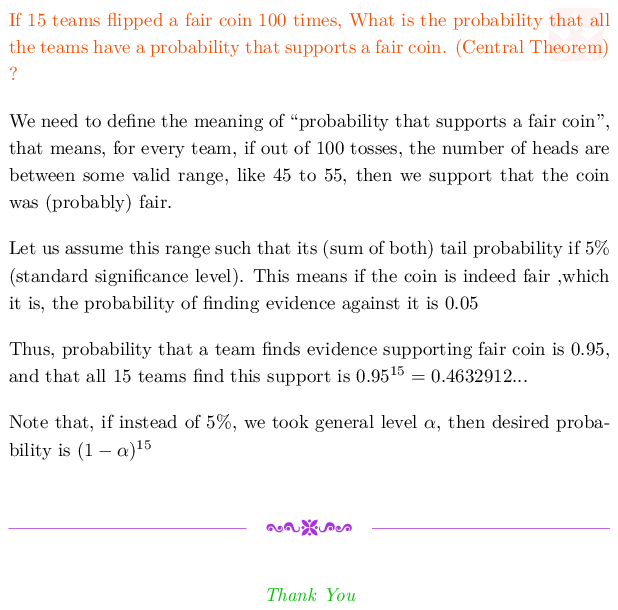 If 15 teams flipped a fair coin 100 times, What is the probability that all
the teams have a probability that supports a fair coin. (Central Theorem)
?
We need to define the meaning of “probability that supports a fair coin”,
that means, for every team, if out of 100 tosses, the number of heads are
between some valid range, like 45 to 55, then we support that the coin
was (probably) fair.
Let us assume this range such that its (sum of both) tail probability if 5%
(standard significance level). This means if the coin is indeed fair ,which
it is, the probability of finding evidence against it is 0.05
Thus, probability that a team finds evidence supporting fair coin is 0.95,
and that all 15 teams find this support is 0.95¹⁵ = 0.4632912...
Note that, if instead of 5%, we took general level α, then desired proba-
bility is (1 − α)¹⁵
Thank You